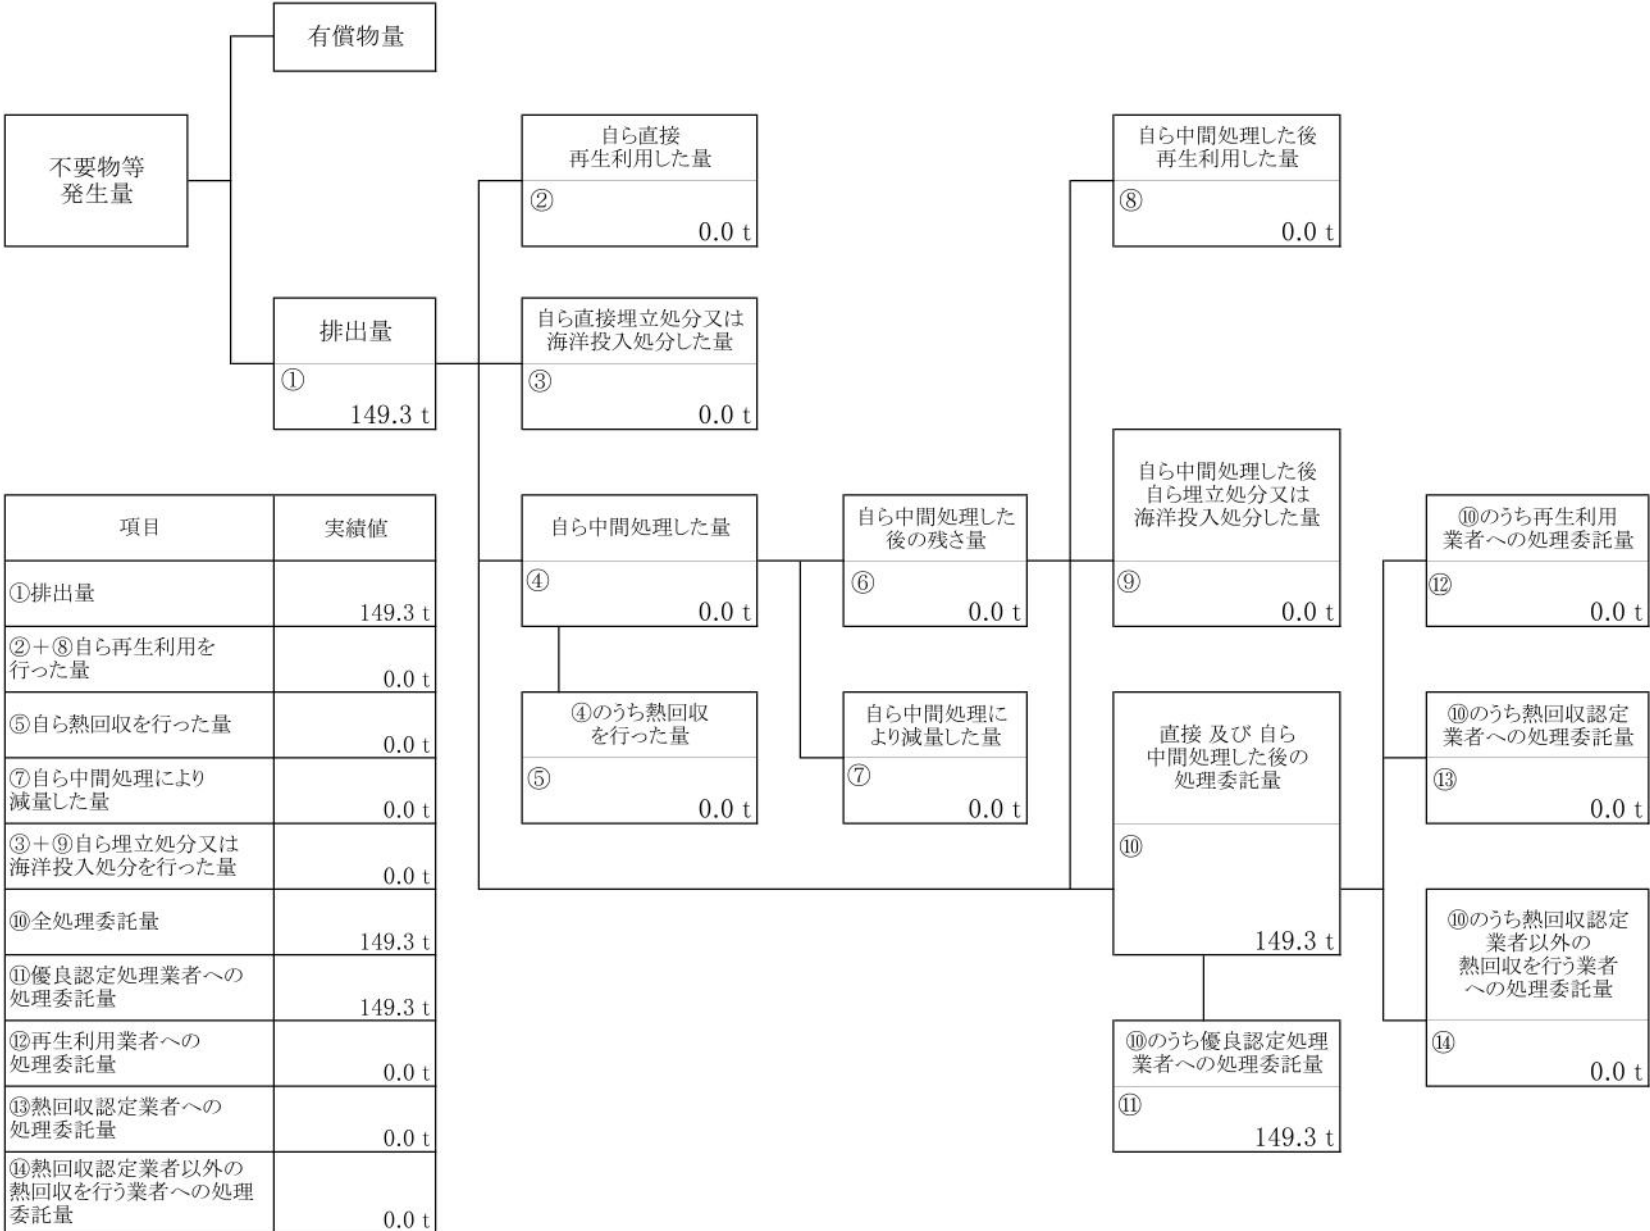 有償物量
不要物等
発生量
自ら直接
再生利用した量
②
0.0 t
自ら中間処理した後
再生利用した量
⑧
0.0 t
排出量
①
149.3 t
自ら直接埋立処分又は
海洋投入処分した量
③
0.0 t
自ら中間処理した量
④
0.0 t
自ら中間処理した
後の残さ量
⑥
0.0 t
自ら中間処理した後
自ら埋立処分又は
海洋投入処分した量
⑨
0.0 t
⑩のうち再生利用
業者への処理委託量
⑫
0.0 t
④のうち熱回収
を行った量
⑤
0.0 t
自ら中間処理に
より減量した量
⑦
0.0 t
直接 及び 自ら
中間処理した後の
処理委託量
⑩
149.3 t
⑩のうち熱回収認定
業者への処理委託量
⑬
0.0 t
⑩のうち熱回収認定
業者以外の
熱回収を行う業者
への処理委託量
⑭
0.0 t
⑩のうち優良認定処理
業者への処理委託量
⑪
149.3 t
項目
実績値
①排出量
149.3 t
②＋⑧自ら再生利用を
行った量
0.0 t
⑤自ら熱回収を行った量
0.0 t
⑦自ら中間処理により
減量した量
0.0 t
③＋⑨自ら埋立処分又は
海洋投入処分を行った量
0.0 t
⑩全処理委託量
149.3 t
⑪優良認定処理業者への
処理委託量
149.3 t
⑫再生利用業者への
処理委託量
0.0 t
⑬熱回収認定業者への
処理委託量
0.0 t
⑭熱回収認定業者以外の
熱回収を行う業者への処理
委託量
0.0 t